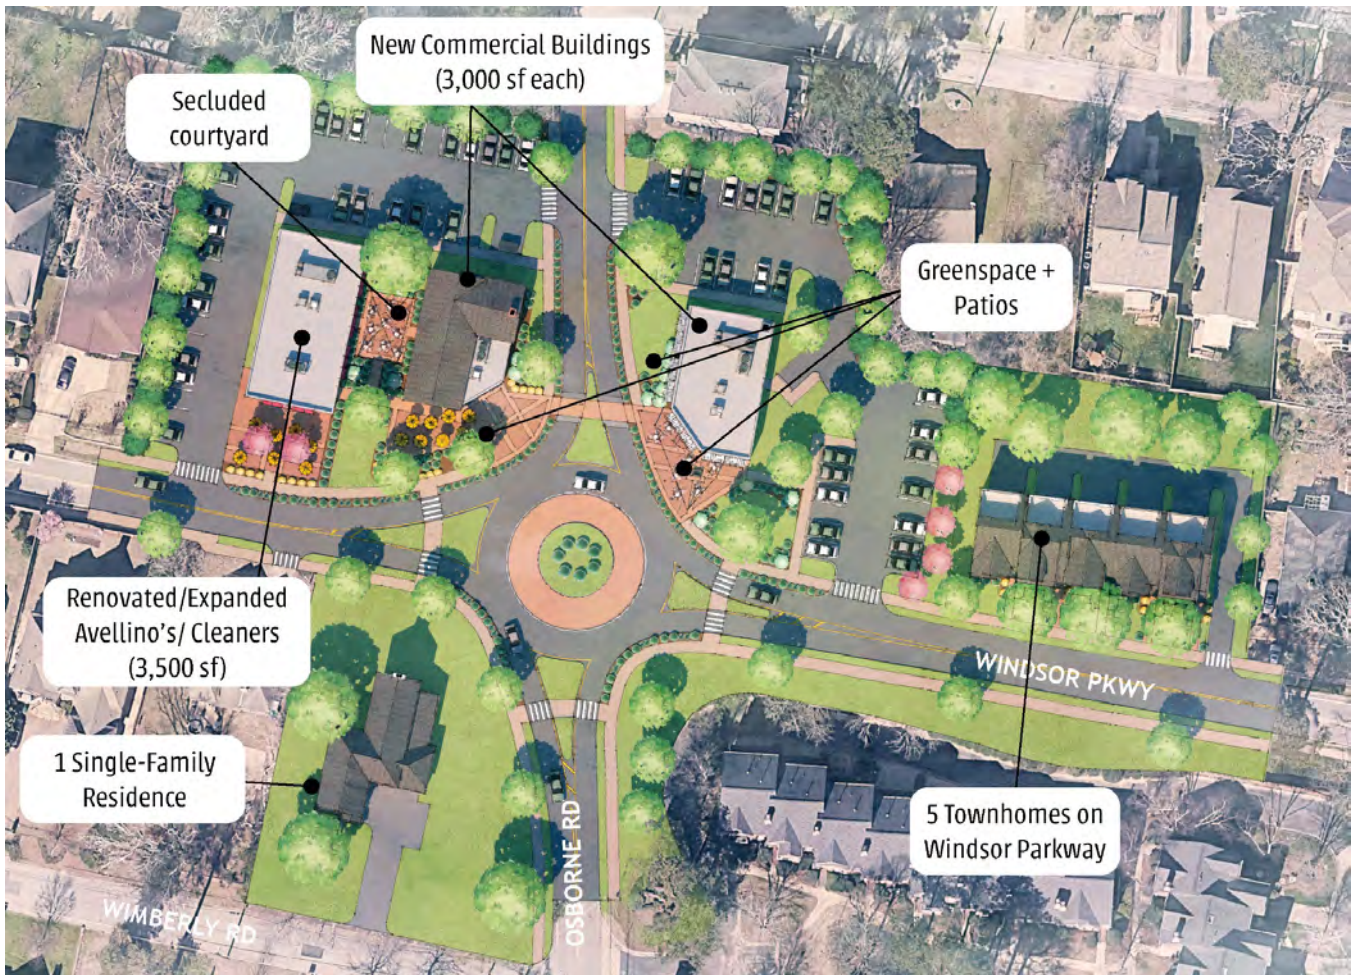 New Commercial Buildings
(3,000 sf each)
Secluded
courtyard
Greenspace +
Patios
Renovated/Expanded
Avellino's/ Cleaners
(3,500 sf)
WINDSOR PKWY
1 Single-Family
Residence
5 Townhomes on
Windsor Parkway
OSBORNE RD
WIMBERLY RD